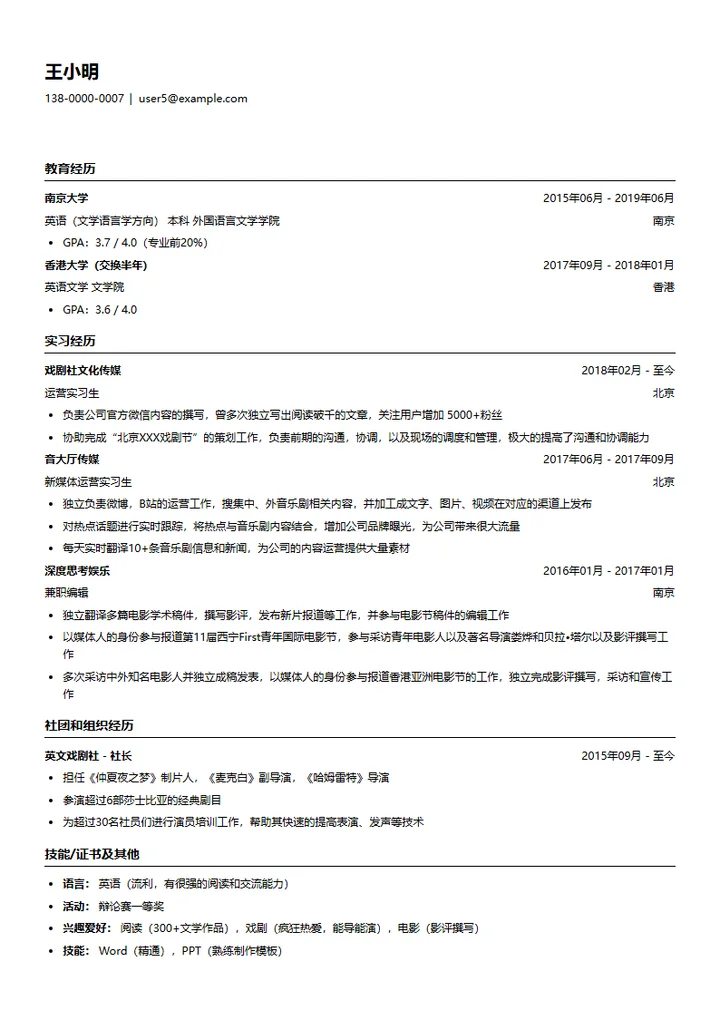 王小明
138-0000-0007 | user5@example.com
教育经历
南京大学 2015年06月 - 2019年06月
英语（文学语言学方向） 本科 外国语言文学学院 南京
• GPA：3.7 / 4.0（专业前20%）
香港大学（交换半年） 2017年09月 - 2018年01月
英语文学 文学院 香港
• GPA：3.6 / 4.0
实习经历
戏剧社文化传媒 2018年02月 - 至今
运营实习生 北京
• 负责公司官方微信内容的撰写，曾多次独立写出阅读破千的文章，关注用户增加 5000+粉丝
• 协助完成“北京XXX戏剧节”的策划工作，负责前期的沟通，协调，以及现场的调度和管理，极大的提高了沟通和协调能力
音大厅传媒 2017年06月 - 2017年09月
新媒体运营实习生 北京
• 独立负责微博，B站的运营工作，搜集中、外音乐剧相关内容，并加工成文字、图片、视频在对应的渠道上发布
• 对热点话题进行实时跟踪，将热点与音乐剧内容结合，增加公司品牌曝光，为公司带来很大流量
• 每天实时翻译10+条音乐剧信息和新闻，为公司的内容运营提供大量素材
深度思考娱乐 2016年01月 - 2017年01月
兼职编辑 南京
• 独立翻译多篇电影学术稿件，撰写影评，发布新片报道等工作，并参与电影节稿件的编辑工作
• 以媒体人的身份参与报道第11届西宁First青年国际电影节，参与采访青年电影人以及著名导演娄烨和贝拉•塔尔以及影评撰写工
作
• 多次采访中外知名电影人并独立成稿发表，以媒体人的身份参与报道香港亚洲电影节的工作，独立完成影评撰写，采访和宣传工
作
社团和组织经历
英文戏剧社 - 社长 2015年09月 - 至今
• 担任《仲夏夜之梦》制片人，《麦克白》副导演，《哈姆雷特》导演
• 参演超过6部莎士比亚的经典剧目
• 为超过30名社员们进行演员培训工作，帮助其快速的提高表演、发声等技术
技能/证书及其他
• 语言： 英语（流利，有很强的阅读和交流能力）
• 活动： 辩论赛一等奖
• 兴趣爱好： 阅读（300+文学作品），戏剧（疯狂热爱，能导能演），电影（影评撰写）
• 技能： Word（精通），PPT（熟练制作模板）